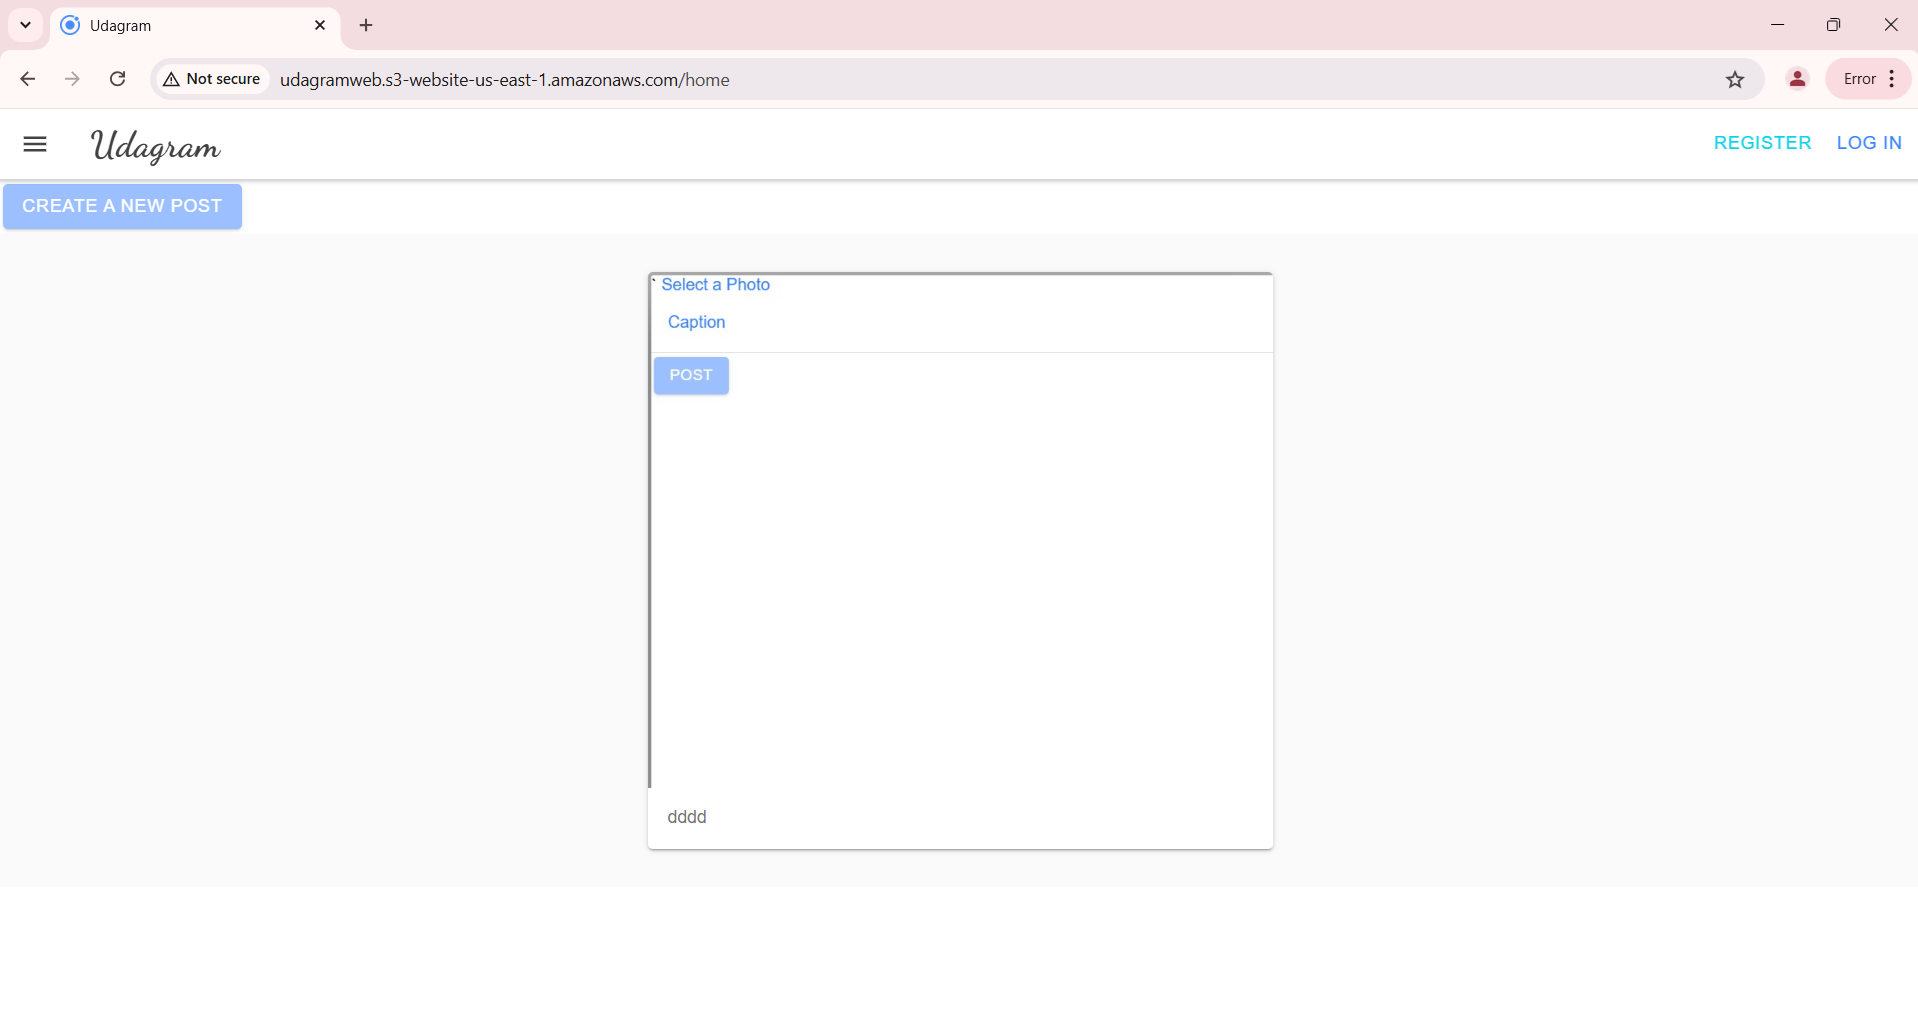 Udagram
Not secure udagramweb.s3-website-us-east-1.amazonaws.com/home Error
Udagram REGISTER LOG IN
CREATE A NEW POST
` Select a Photo
Caption
POST
dddd